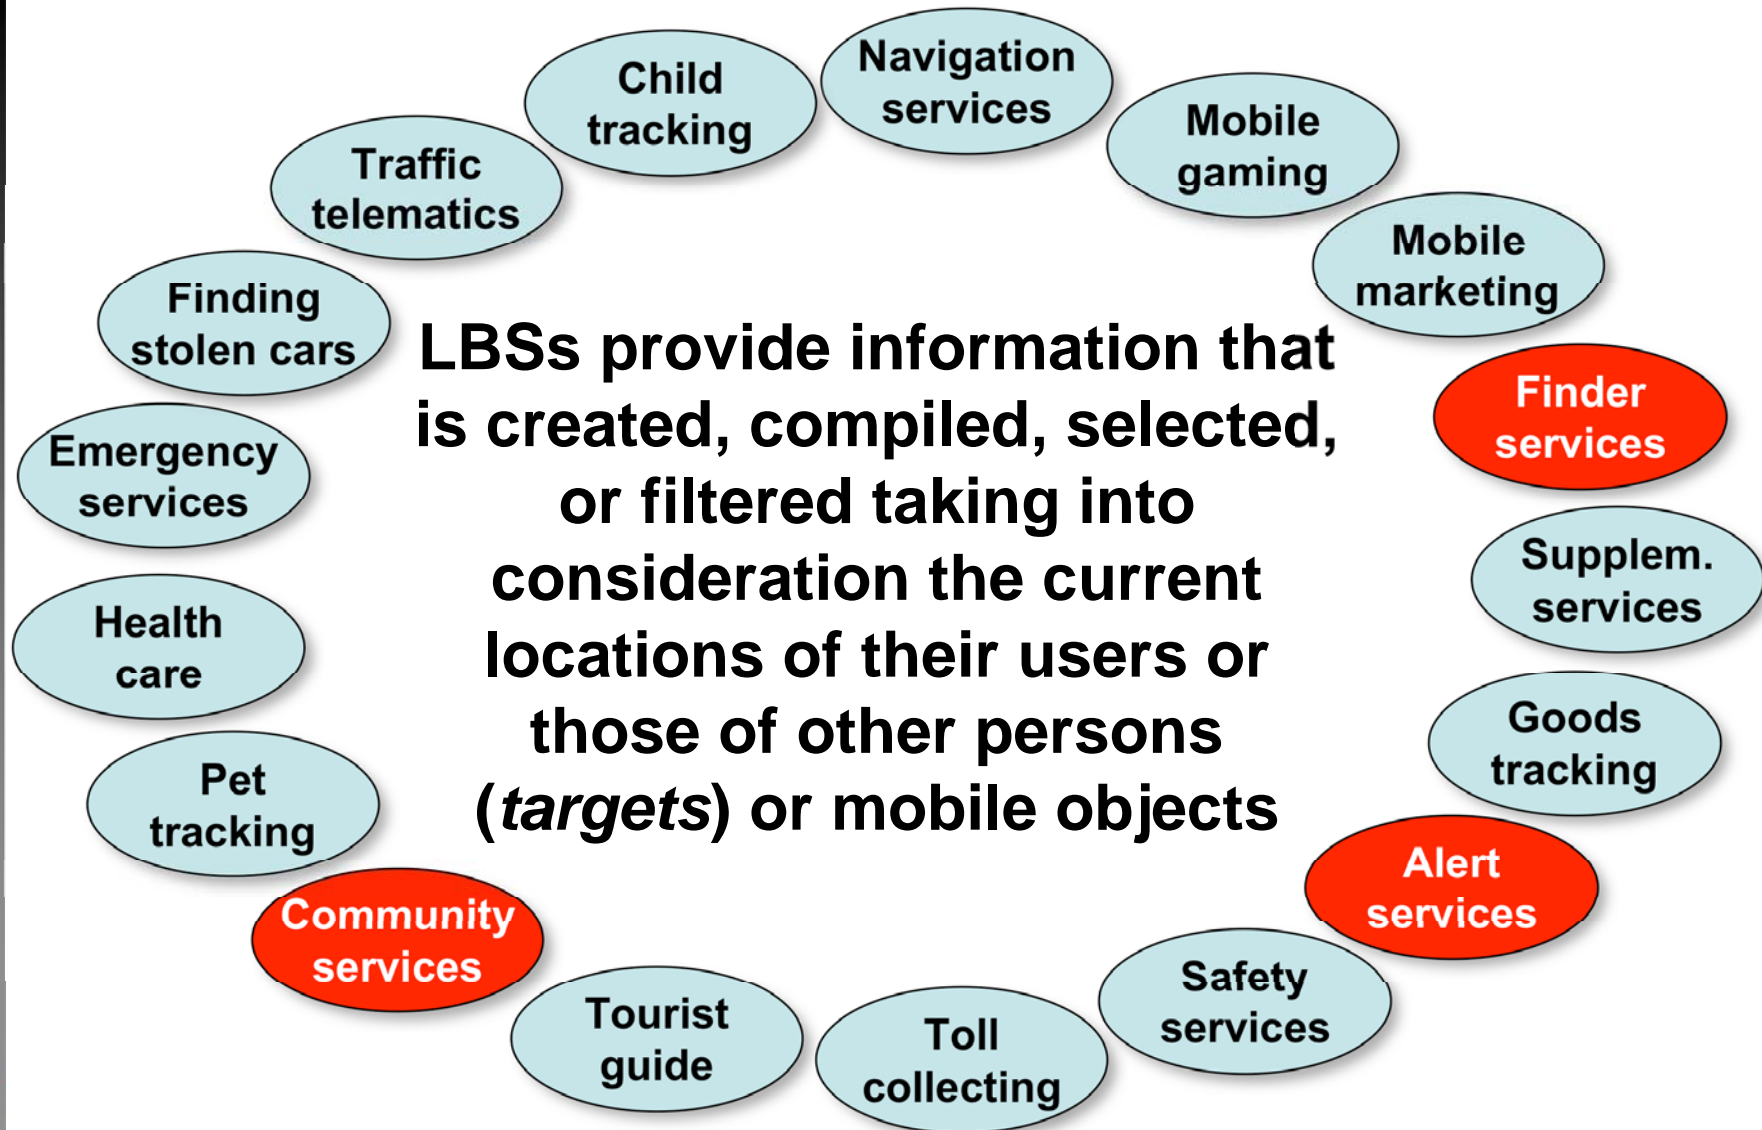 Navigation
services
Child
tracking
Mobile
gaming
Traffic
telematics
Mobile
marketing
Finding
stolen cars
Finder
services
Emergency
services
Supplem.
services
Health
care
Goods
tracking
Pet
tracking
Alert
services
Community
services
Safety
services
Tourist
guide
Toll
collecting
LBSs provide information that
is created, compiled, selected,
or filtered taking into
consideration the current
locations of their users or
those of other persons
(targets) or mobile objects